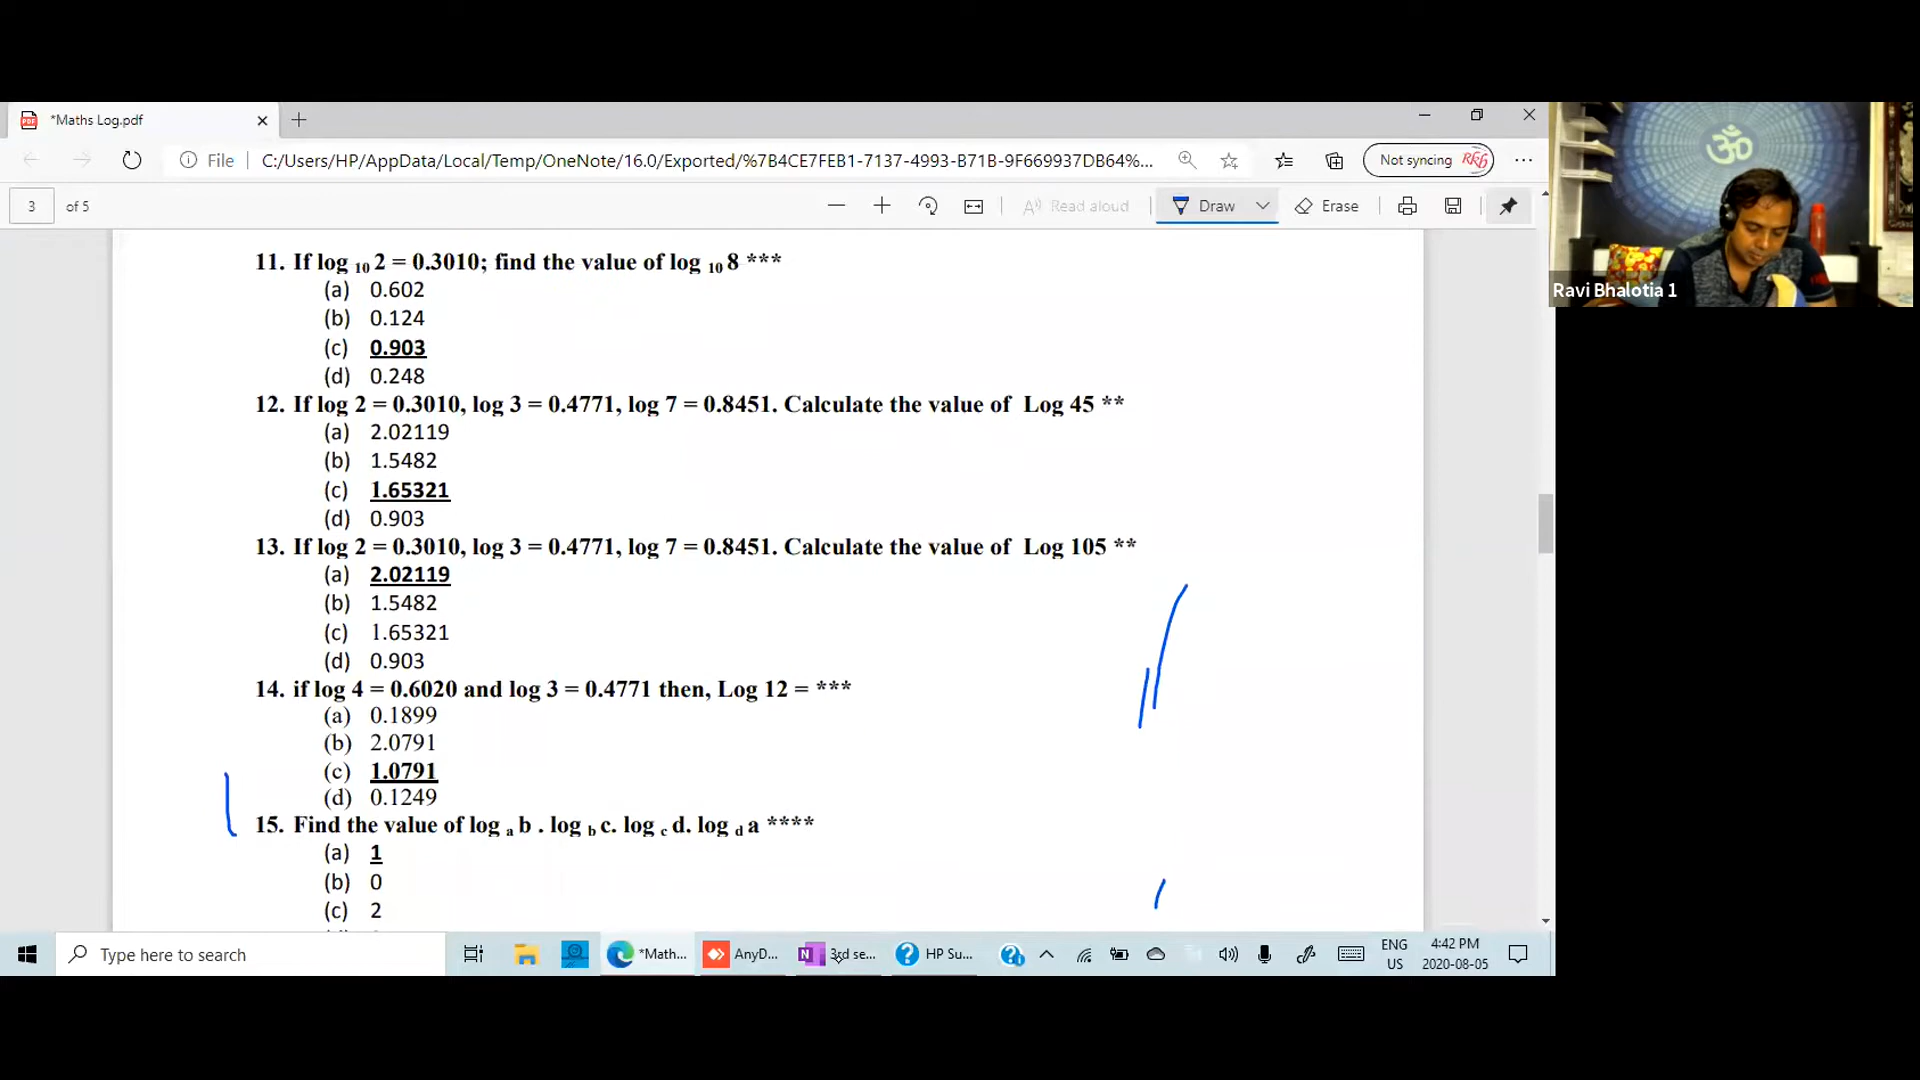 *Maths Log.pdf
File
C:/Users/HP/AppData/Local/Temp/OneNote/16.0/Exported/%7B4CE7FEB1-7137-4993-B71B-9F669937DB64%...
Not syncing
3 of 5
Read aloud
Draw
Erase
Ravi Bhalotia 1
11. If log 10 2 = 0.3010; find the value of log 10 8 ***
(a) 0.602
(b) 0.124
(c) 0.903
(d) 0.248
12. If log 2 = 0.3010, log 3 = 0.4771, log 7 = 0.8451. Calculate the value of Log 45 **
(a) 2.02119
(b) 1.5482
(c) 1.65321
(d) 0.903
13. If log 2 = 0.3010, log 3 = 0.4771, log 7 = 0.8451. Calculate the value of Log 105 **
(a) 2.02119
(b) 1.5482
(c) 1.65321
(d) 0.903
14. if log 4 = 0.6020 and log 3 = 0.4771 then, Log 12 = ***
(a) 0.1899
(b) 2.0791
(c) 1.0791
(d) 0.1249
15. Find the value of log a b . log b c. log c d. log d a ****
(a) 1
(b) 0
(c) 2
Type here to search
*Math...
AnyD...
3rd se...
HP Su...
ENG
US
4:42 PM
2020-08-05